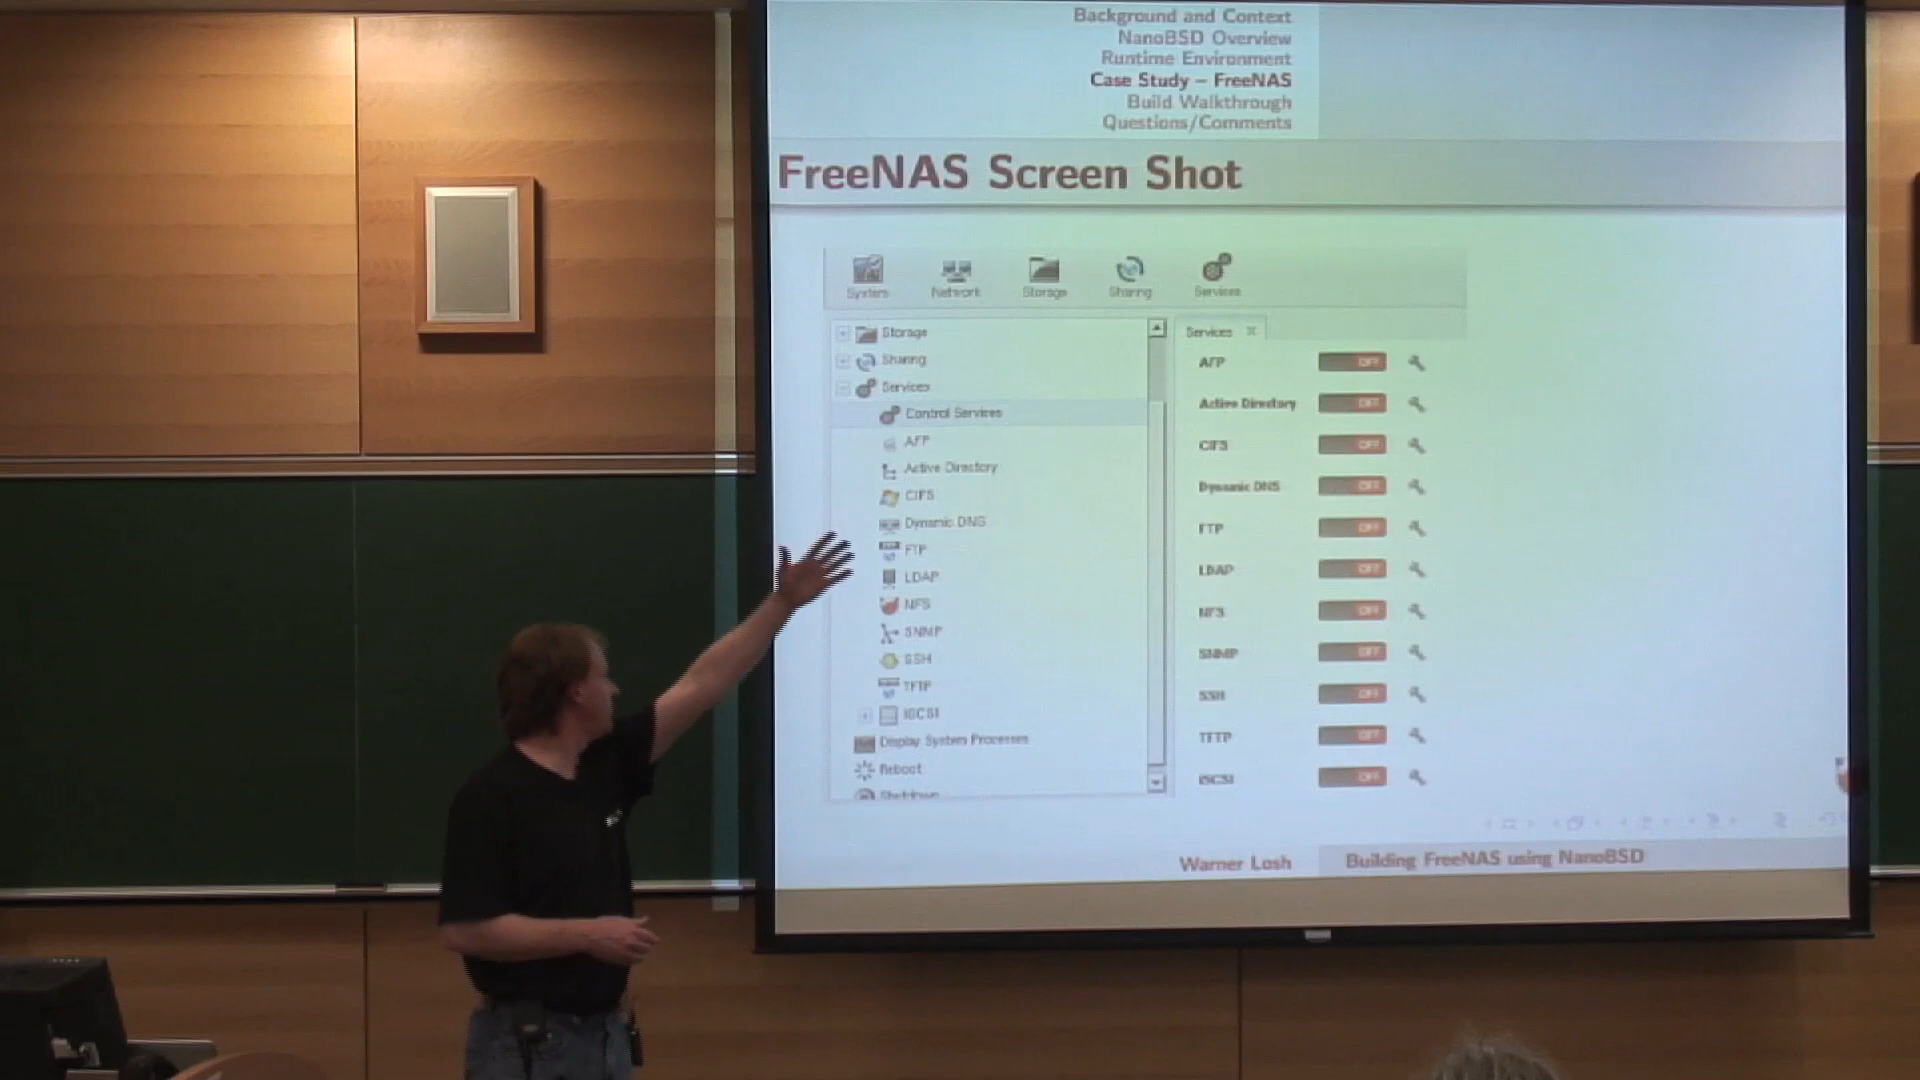 Background and Context
NanoBSD Overview
Runtime Environment
Case Study – FreeNAS
Build Walkthrough
Questions/Comments
FreeNAS Screen Shot
System Network Storage Sharing Services
Storage
Sharing
Services
Control Services
AFP
Active Directory
CIFS
Dynamic DNS
FTP
LDAP
NFS
SNMP
SSH
TFTP
iSCSI
Display System Processes
Reboot
Shutdown
Services
AFP OFF
Active Directory OFF
CIFS OFF
Dynamic DNS OFF
FTP OFF
LDAP OFF
NFS OFF
SNMP OFF
SSH OFF
TFTP OFF
iSCSI OFF
Warner Losh Building FreeNAS using NanoBSD